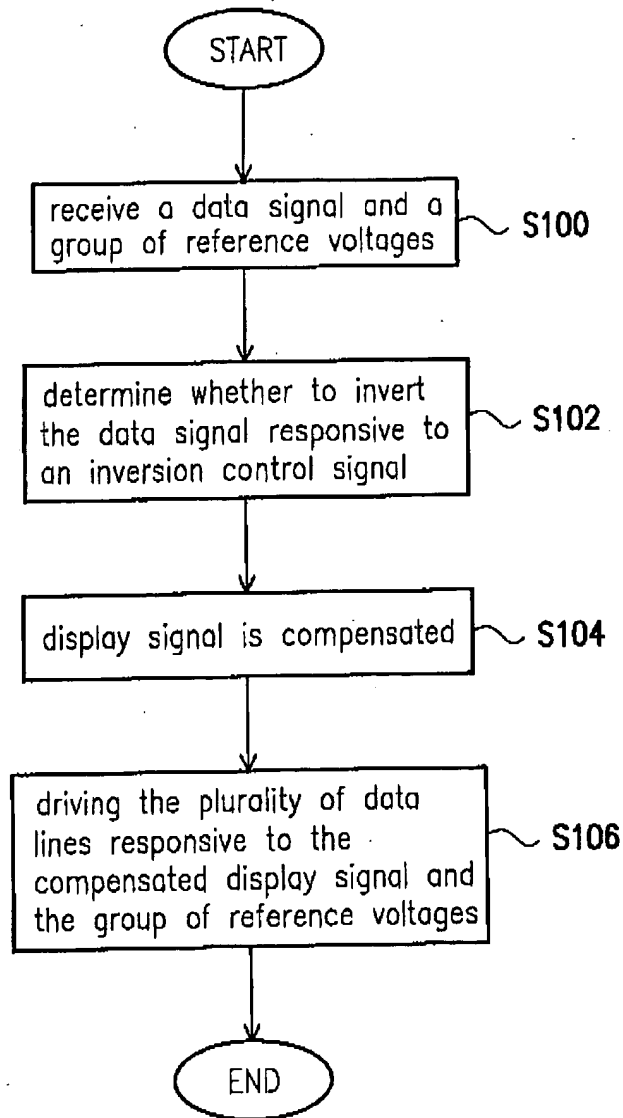 START
receive a data signal and a
group of reference voltages
S100
determine whether to invert
the data signal responsive to
an inversion control signal
S102
display signal is compensated
S104
driving the plurality of data
lines responsive to the
compensated display signal and
the group of reference voltages
S106
END